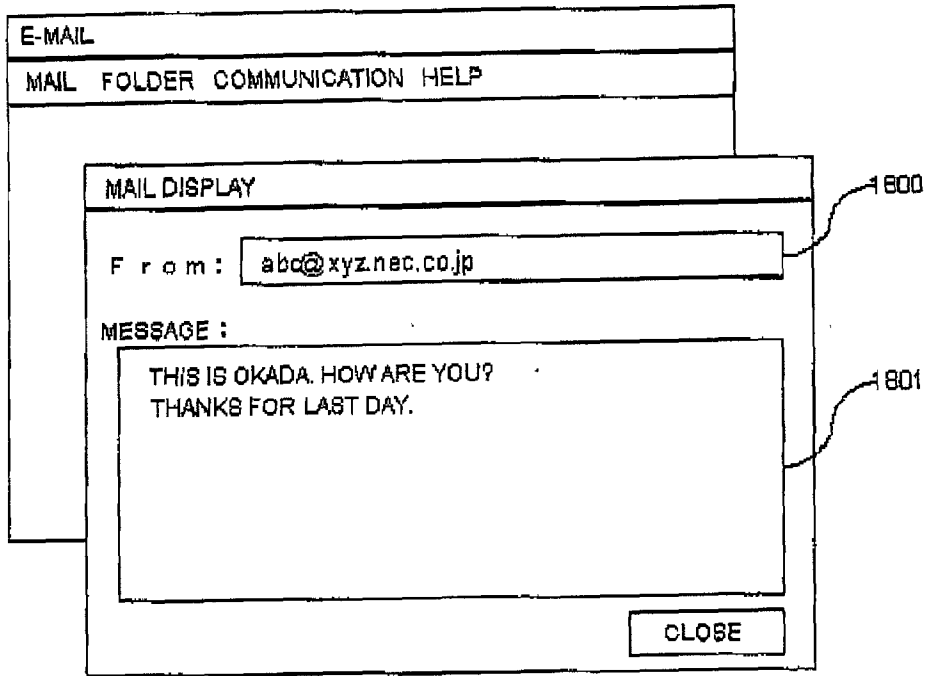 E-MAIL
MAIL FOLDER COMMUNICATION HELP
MAIL DISPLAY
1800
From: abc@xyz.nec.co.jp
MESSAGE :
THIS IS OKADA. HOW ARE YOU?
THANKS FOR LAST DAY.
1801
CLOSE